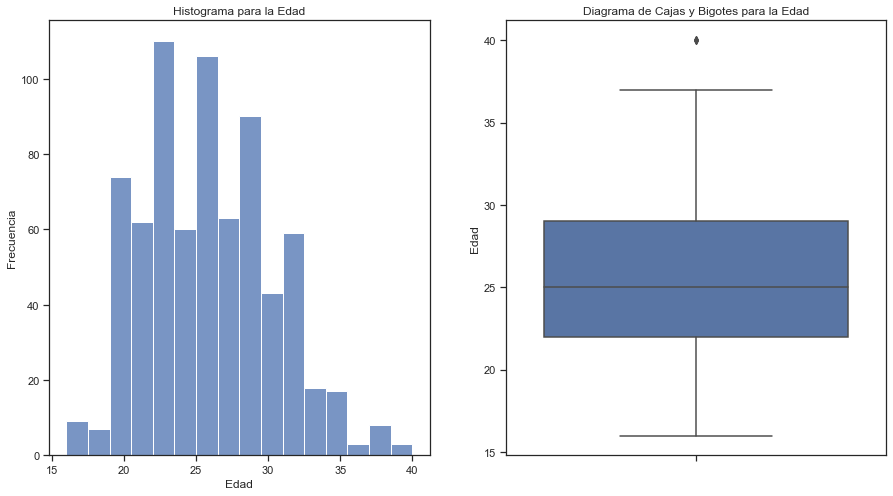 Histograma para la Edad
Frecuencia
100
80
60
40
20
0
15 20 25 30 35 40
Edad
Diagrama de Cajas y Bigotes para la Edad
Edad
40
35
30
25
20
15